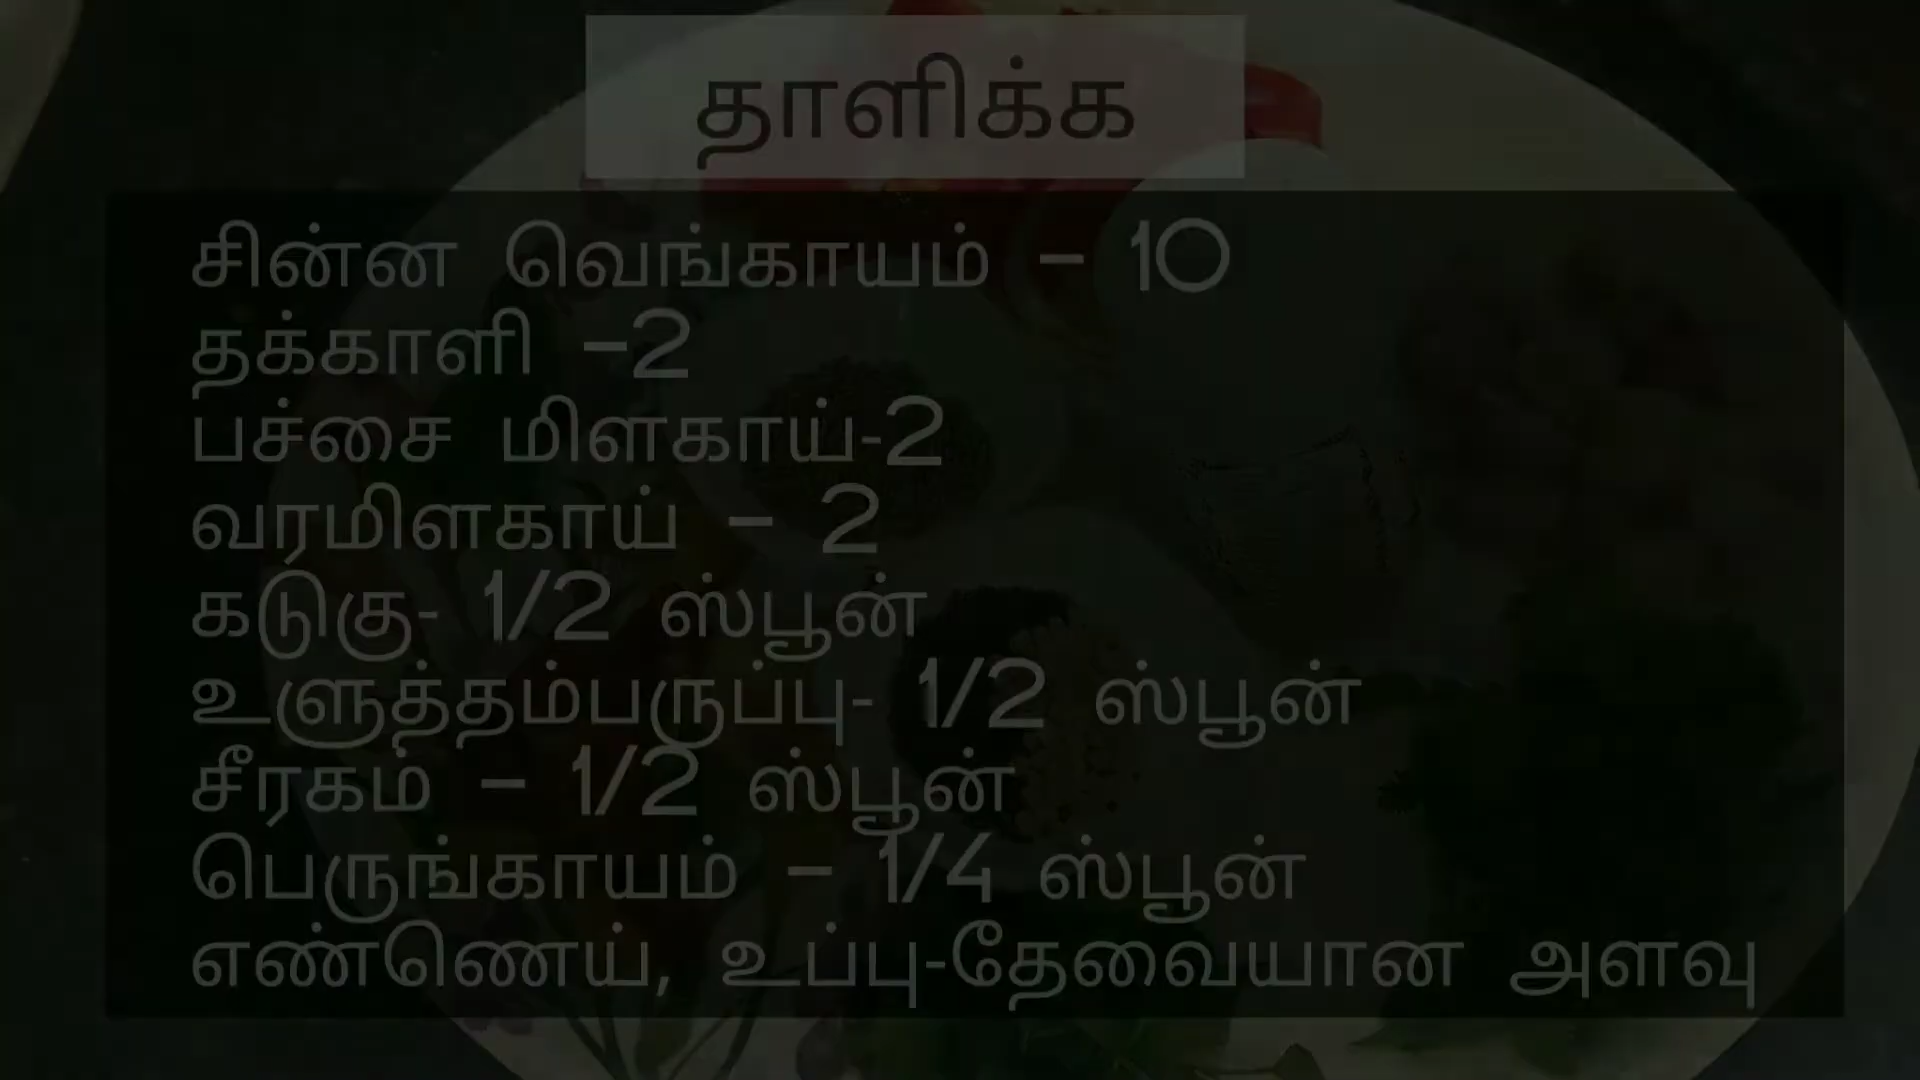 தாளிக்க
சின்ன வெங்காயம் – 10
தக்காளி –2
பச்சை மிளகாய்-2
வரமிளகாய் – 2
கடுகு- 1/2 ஸ்பூன்
உளுத்தம்பருப்பு- 1/2 ஸ்பூன்
சீரகம் – 1/2 ஸ்பூன்
பெருங்காயம் – 1/4 ஸ்பூன்
எண்ணெய், உப்பு-தேவையான அளவு